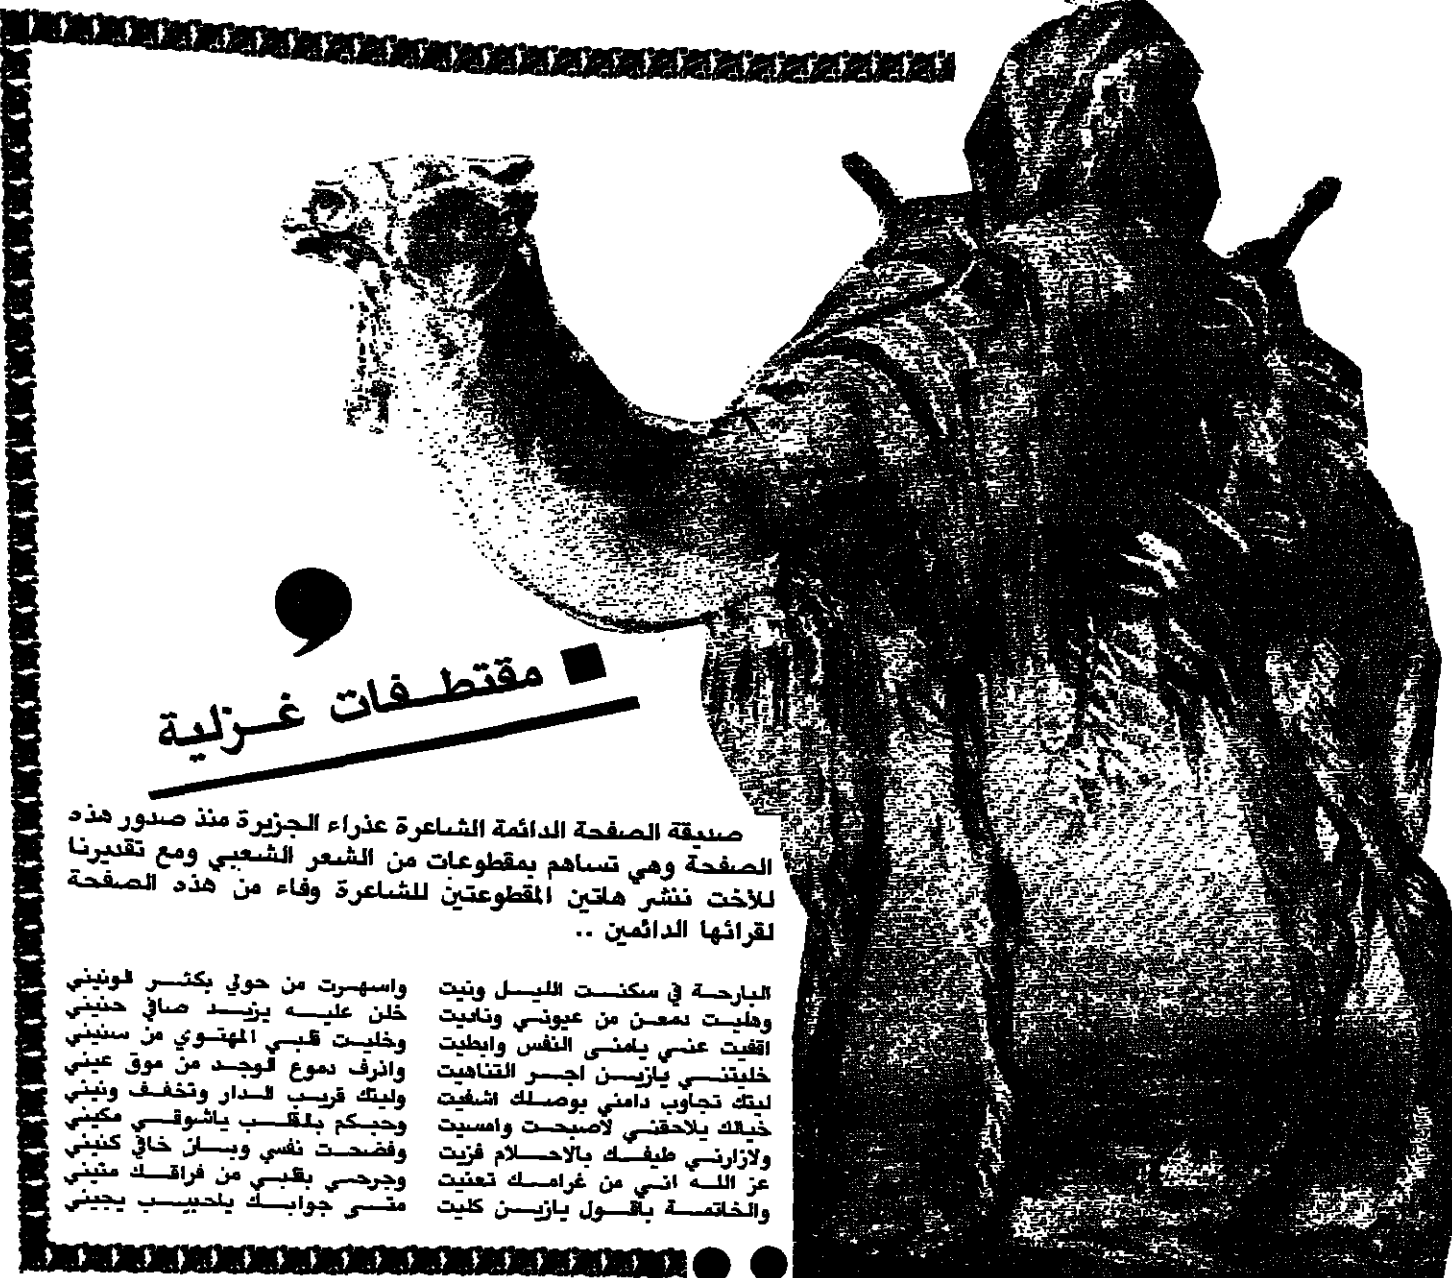 مقتطفات غزلية
صديقة الصفحة الدائمة الشاعرة عذراء الجزيرة منذ صدور هذه
الصفحة وهي تساهم بمقطوعات من الشعر الشعبي ومع تقديرنا
للأخت ننشر هاتين المقطوعتين للشاعرة وفاء من هذه الصفحة
لقرائها الدائمين ..
البارحة في سكنت الليل ونيت واسهرت من حولي بكثر الونيني
وهليت دمعن من عيوني وناديت خلن عليه يزيد صافي حنيني
اقفيت عني يامنى النفس وابطيت وخليت قلبي المهتوي من سنيني
خليتني يازين اجر التناهيت واذرف دموع الوجد من موق عيني
ليتك تجاوب دامني بوصلك اشفيت وليتك قريب الدار وتخفف ونيني
خيالك يلاحقني لاصبحت وامسيت وحبكم بالقلب ياشوقي مكيني
ولازارني طيفك بالاحلام فزيت وفضحت نفسي وبان خافي كنيني
عز الله اني من غرامك تعنيت وجرحي بقلبي من فراقك متيني
والخاتمة باقول يازين كليت متى جوابك ياحبيب يجيني